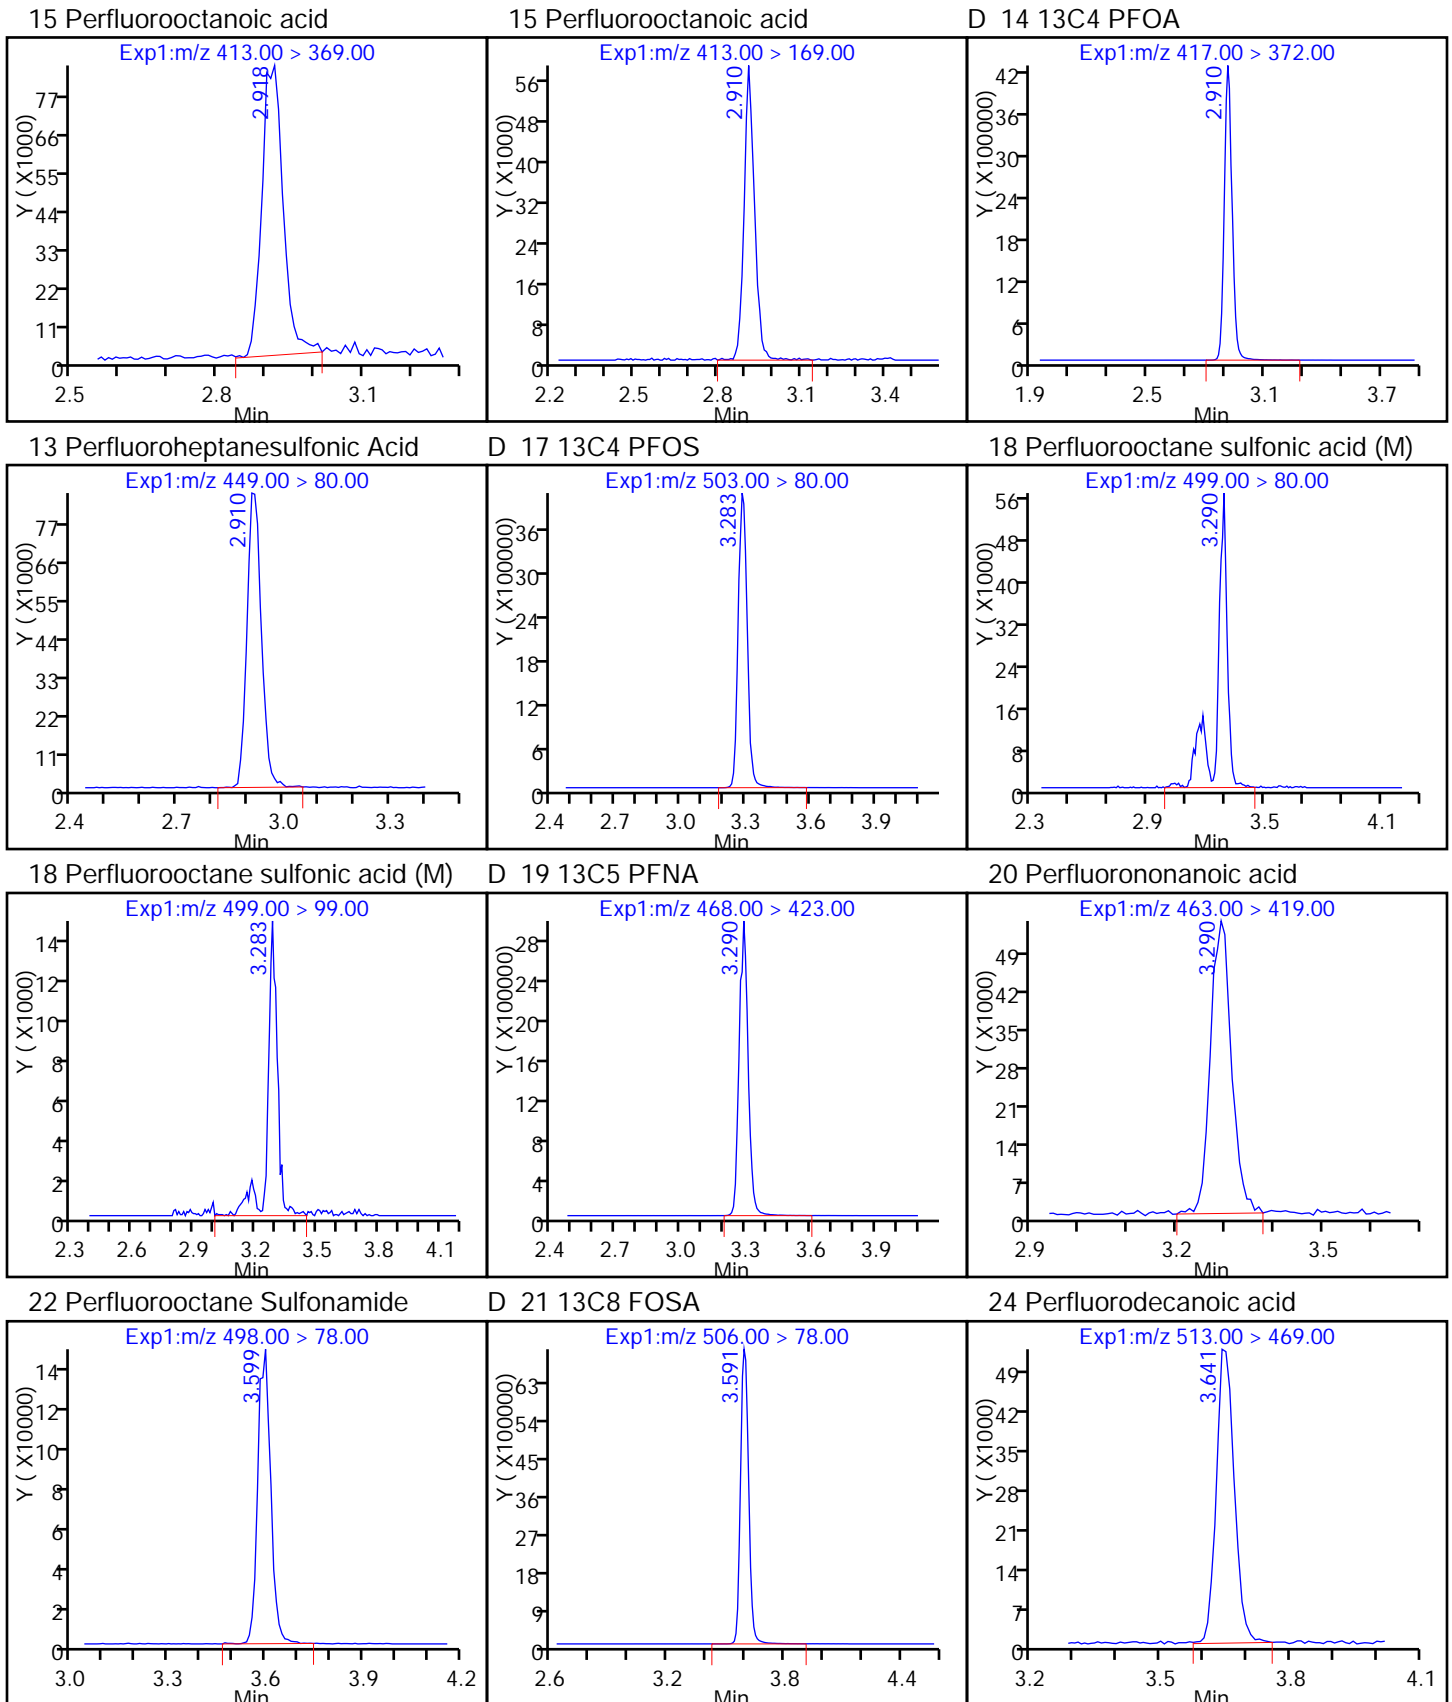 15 Perfluorooctanoic acid
Exp1:m/z 413.00 > 369.00
2.918
Y ( X1000)
77
66
55
44
33
22
11
0
2.5 2.8 3.1
Min
15 Perfluorooctanoic acid
Exp1:m/z 413.00 > 169.00
2.910
Y ( X1000)
56
48
40
32
24
16
8
0
2.2 2.5 2.8 3.1 3.4
Min
D 14 13C4 PFOA
Exp1:m/z 417.00 > 372.00
2.910
Y ( X100000)
42
36
30
24
18
12
6
0
1.9 2.5 3.1 3.7
Min
13 Perfluoroheptanesulfonic Acid
Exp1:m/z 449.00 > 80.00
2.910
Y ( X1000)
77
66
55
44
33
22
11
0
2.4 2.7 3.0 3.3
Min
D 17 13C4 PFOS
Exp1:m/z 503.00 > 80.00
3.283
Y ( X100000)
36
30
24
18
12
6
0
2.4 2.7 3.0 3.3 3.6 3.9
Min
18 Perfluorooctane sulfonic acid (M)
Exp1:m/z 499.00 > 80.00
3.290
Y ( X1000)
56
48
40
32
24
16
8
0
2.3 2.9 3.5 4.1
Min
18 Perfluorooctane sulfonic acid (M)
Exp1:m/z 499.00 > 99.00
3.283
Y ( X1000)
14
12
10
8
6
4
2
0
2.3 2.6 2.9 3.2 3.5 3.8 4.1
Min
D 19 13C5 PFNA
Exp1:m/z 468.00 > 423.00
3.290
Y ( X100000)
28
24
20
16
12
8
4
0
2.4 2.7 3.0 3.3 3.6 3.9
Min
20 Perfluorononanoic acid
Exp1:m/z 463.00 > 419.00
3.290
Y ( X1000)
49
42
35
28
21
14
7
0
2.9 3.2 3.5
Min
22 Perfluorooctane Sulfonamide
Exp1:m/z 498.00 > 78.00
3.599
Y ( X10000)
14
12
10
8
6
4
2
0
3.0 3.3 3.6 3.9 4.2
Min
D 21 13C8 FOSA
Exp1:m/z 506.00 > 78.00
3.591
Y ( X100000)
63
54
45
36
27
18
9
0
2.6 3.2 3.8 4.4
Min
24 Perfluorodecanoic acid
Exp1:m/z 513.00 > 469.00
3.641
Y ( X1000)
49
42
35
28
21
14
7
0
3.2 3.5 3.8 4.1
Min